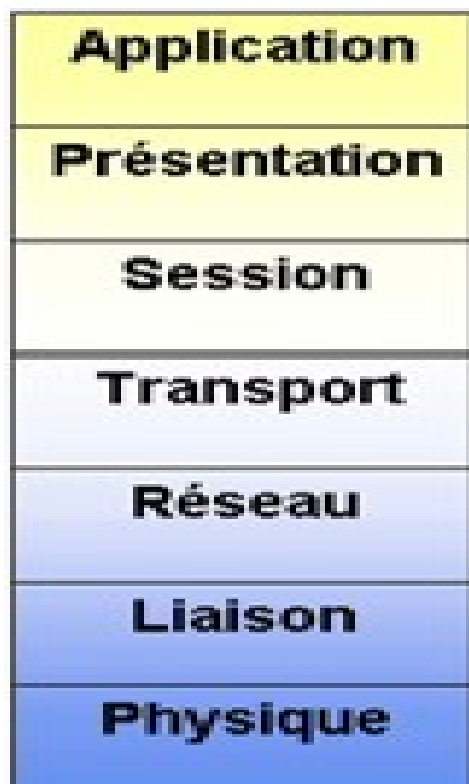 Application
Présentation
Session
Transport
Réseau
Liaison
Physique